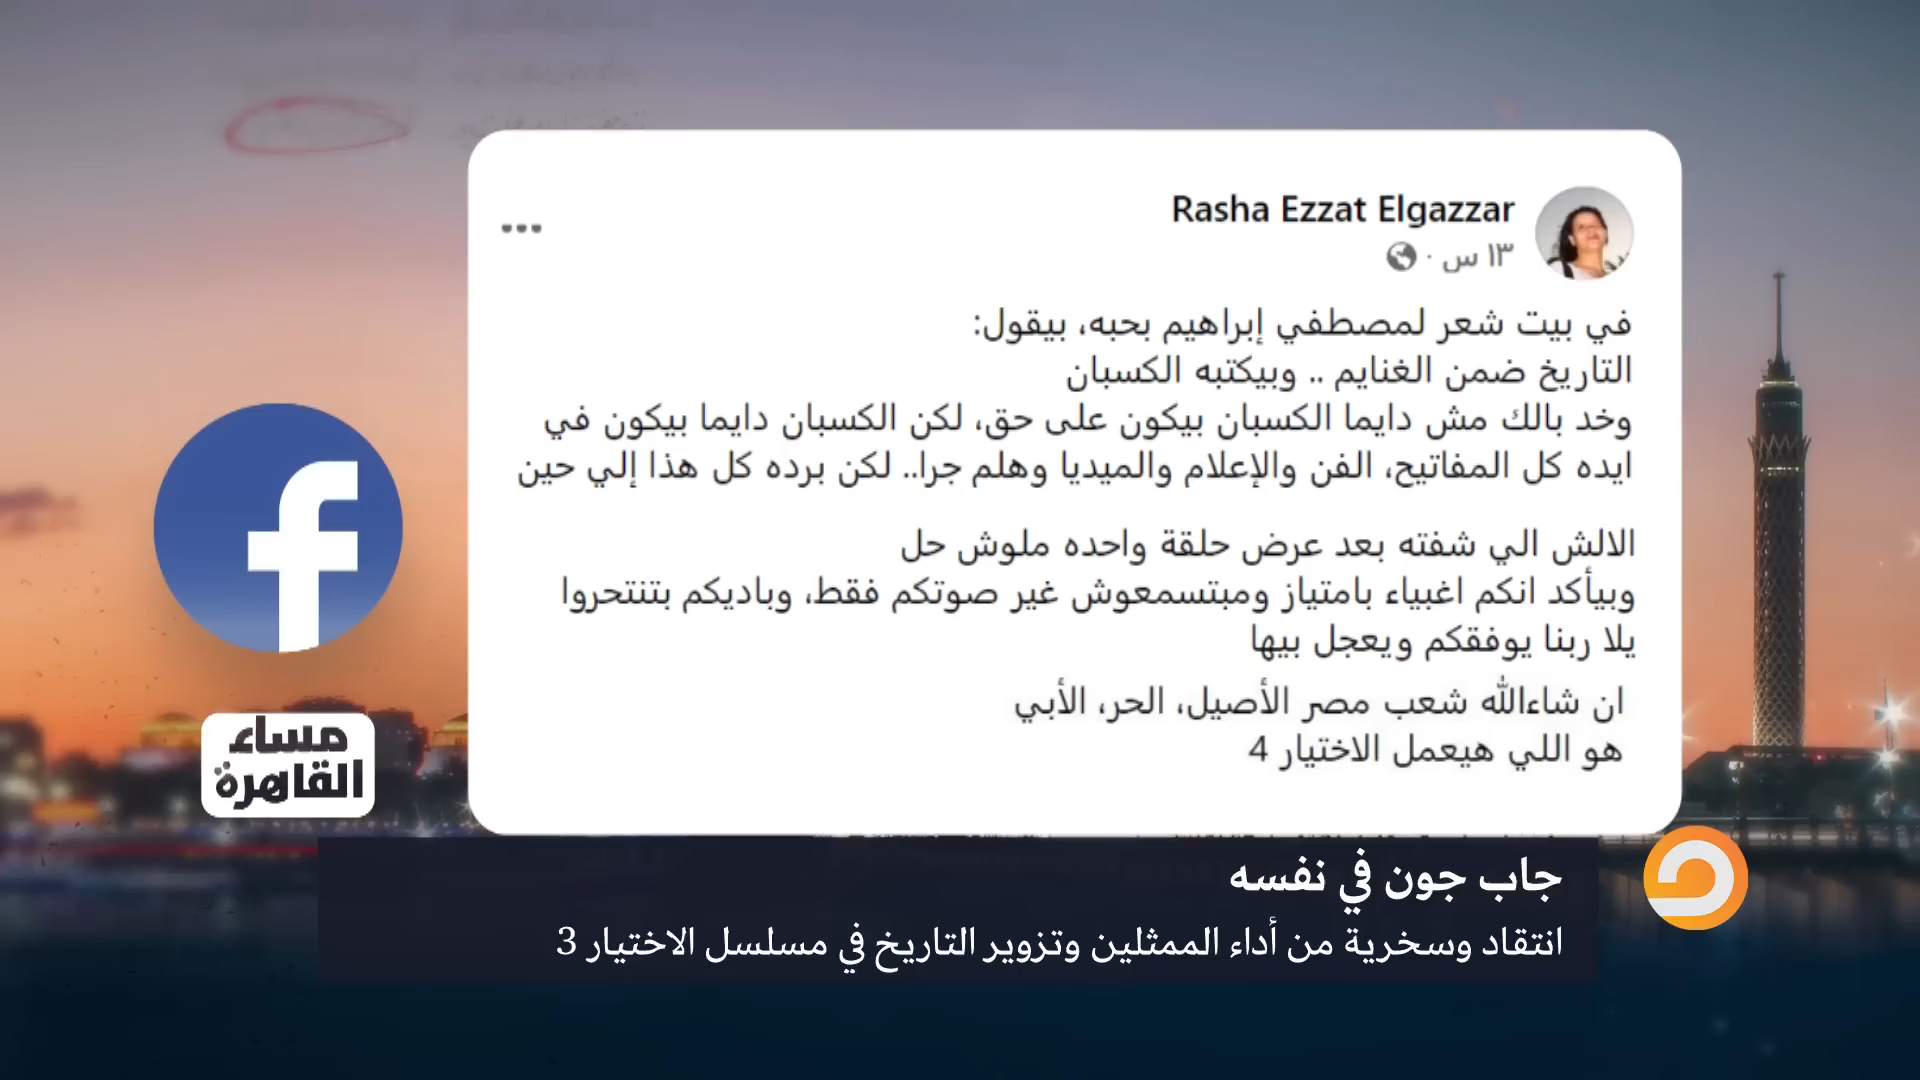 Rasha Ezzat Elgazzar
١٣ س ·
في بيت شعر لمصطفي إبراهيم بحبه، بيقول:
التاريخ ضمن الغنايم .. وبيكتبه الكسبان
وخد بالك مش دايما الكسبان بيكون على حق، لكن الكسبان دايما بيكون في
ايده كل المفاتيح، الفن والإعلام والميديا وهلم جرا.. لكن برده كل هذا إلي حين
الالش الي شفته بعد عرض حلقة واحده ملوش حل
وبيأكد انكم اغبياء بامتياز ومبتسمعوش غير صوتكم فقط، وباديكم بتنتحروا
يلا ربنا يوفقكم ويعجل بيها
ان شاءالله شعب مصر الأصيل، الحر، الأبي
هو اللي هيعمل الاختيار 4
مساء
القاهرة
جاب جون في نفسه
انتقاد وسخرية من أداء الممثلين وتزوير التاريخ في مسلسل الاختيار 3